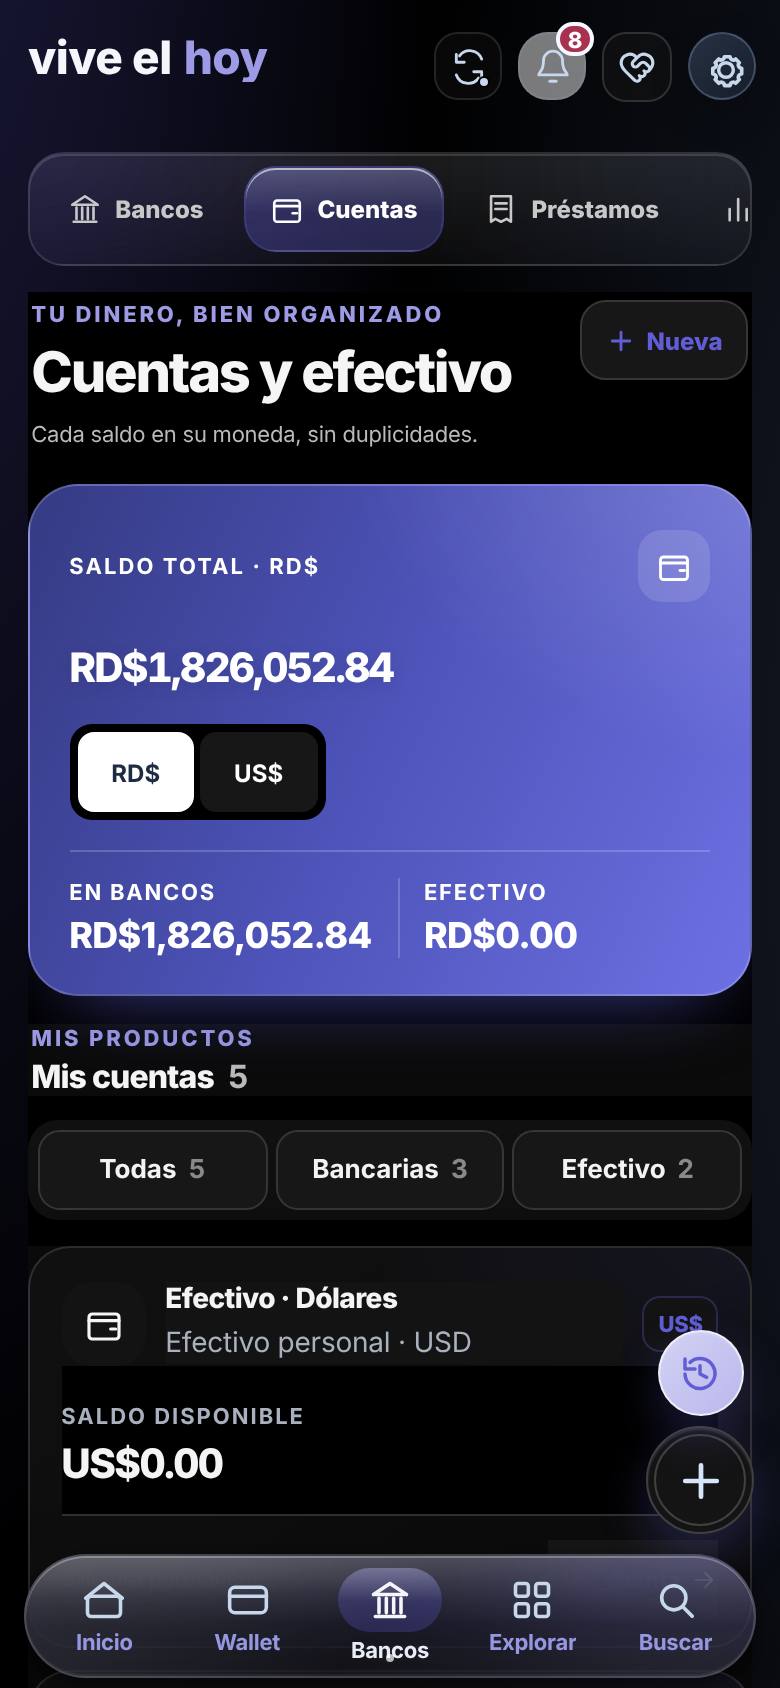 vive el hoy
8
Bancos
Cuentas
Préstamos
TU DINERO, BIEN ORGANIZADO
+ Nueva
Cuentas y efectivo
Cada saldo en su moneda, sin duplicidades.
SALDO TOTAL · RD$
RD$1,826,052.84
RD$
US$
EN BANCOS
EFECTIVO
RD$1,826,052.84
RD$0.00
MIS PRODUCTOS
Mis cuentas 5
Todas 5
Bancarias 3
Efectivo 2
Efectivo · Dólares
US$
Efectivo personal · USD
SALDO DISPONIBLE
US$0.00
Inicio
Wallet
Bancos
Explorar
Buscar